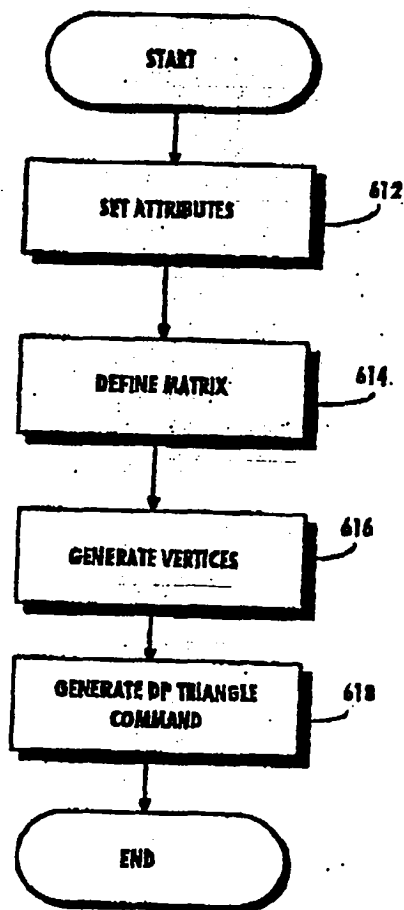 START
SET ATTRIBUTES
612
DEFINE MATRIX
614.
GENERATE VERTICES
616
GENERATE DP TRIANGLE
COMMAND
618
END